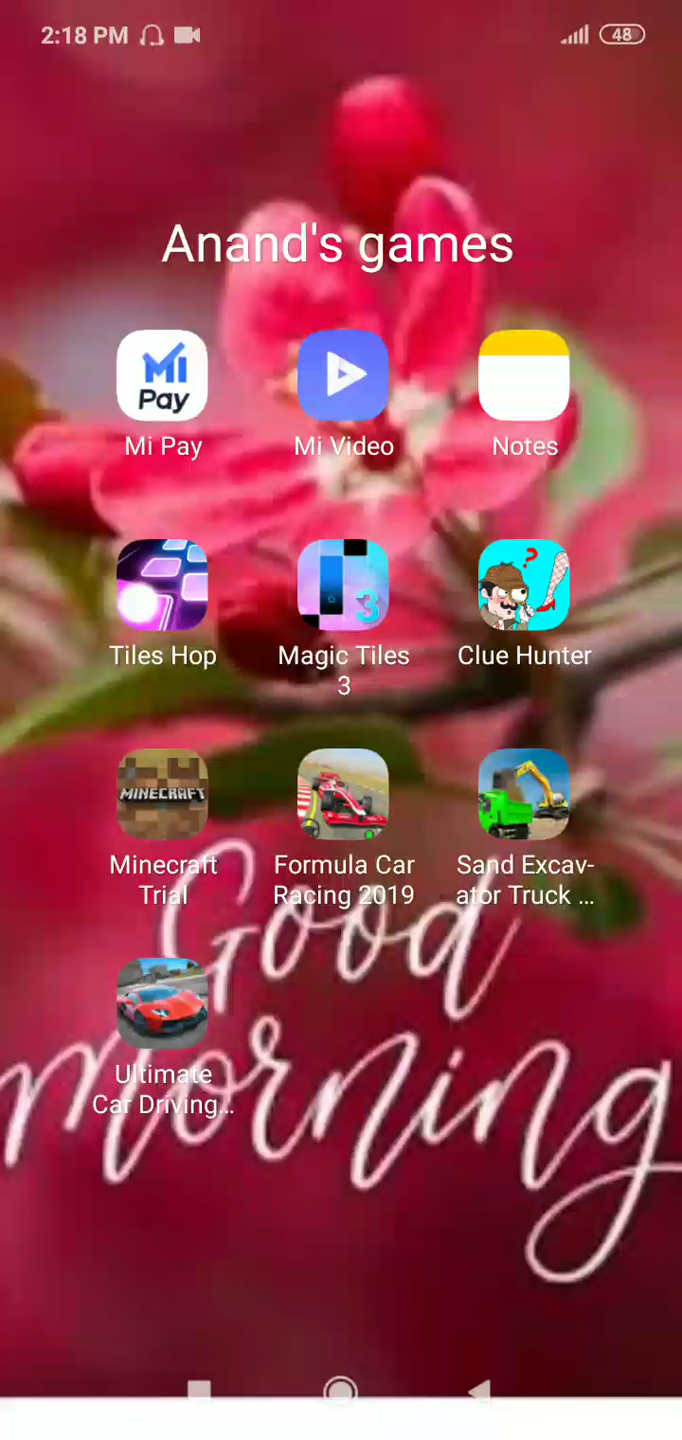 2:18 PM
48
Anand's games
MI
Pay
Mi Pay
Mi Video
Notes
3
?
Tiles Hop
Magic Tiles
3
Clue Hunter
MINECRAFT
Minecraft
Trial
Formula Car
Racing 2019
Sand Excav-
ator Truck ...
Good
Ultimate
Car Driving...
Morning